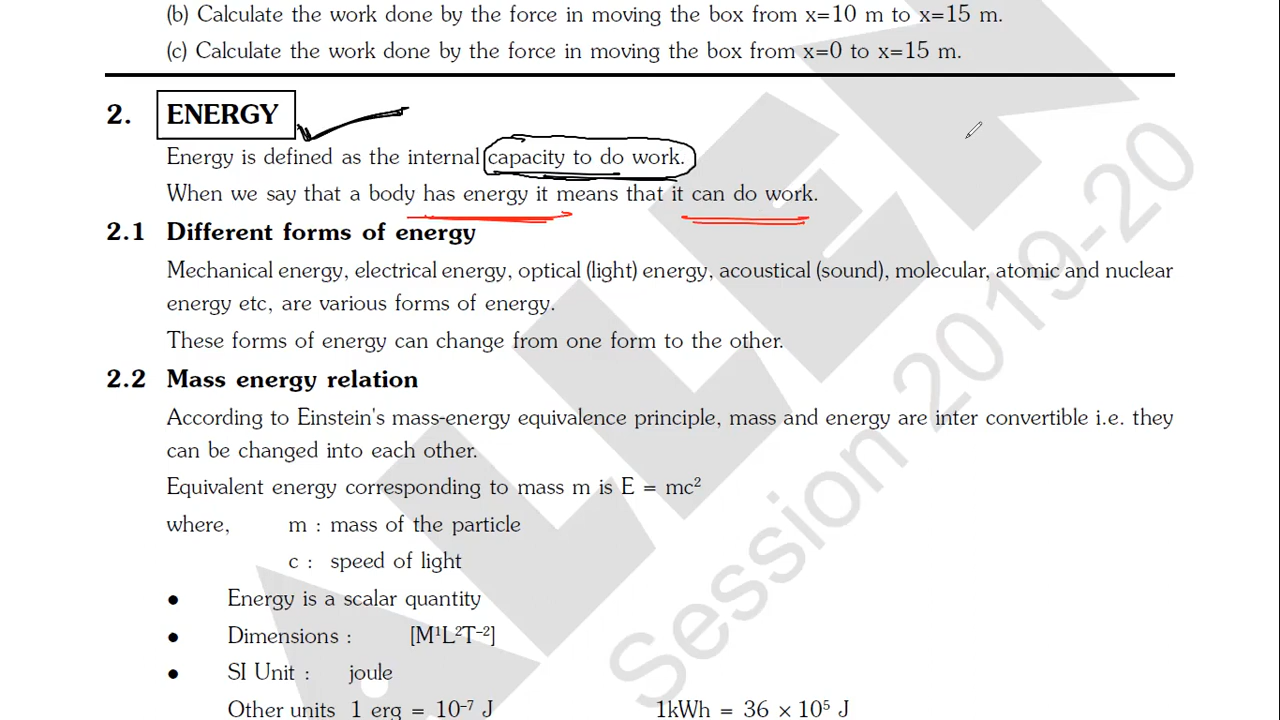 (b) Calculate the work done by the force in moving the box from x=10 m to x=15 m.
(c) Calculate the work done by the force in moving the box from x=0 to x=15 m.
2. ENERGY
Energy is defined as the internal capacity to do work.
When we say that a body has energy it means that it can do work.
2.1 Different forms of energy
Mechanical energy, electrical energy, optical (light) energy, acoustical (sound), molecular, atomic and nuclear
energy etc, are various forms of energy.
These forms of energy can change from one form to the other.
2.2 Mass energy relation
According to Einstein's mass-energy equivalence principle, mass and energy are inter convertible i.e. they
can be changed into each other.
Equivalent energy corresponding to mass m is E = mc²
where, m : mass of the particle
c : speed of light
● Energy is a scalar quantity
● Dimensions : [M¹L²T⁻²]
● SI Unit : joule
Other units 1 erg = 10⁻⁷ J 1kWh = 36 × 10⁵ J
ALLEN
Session 2019-20